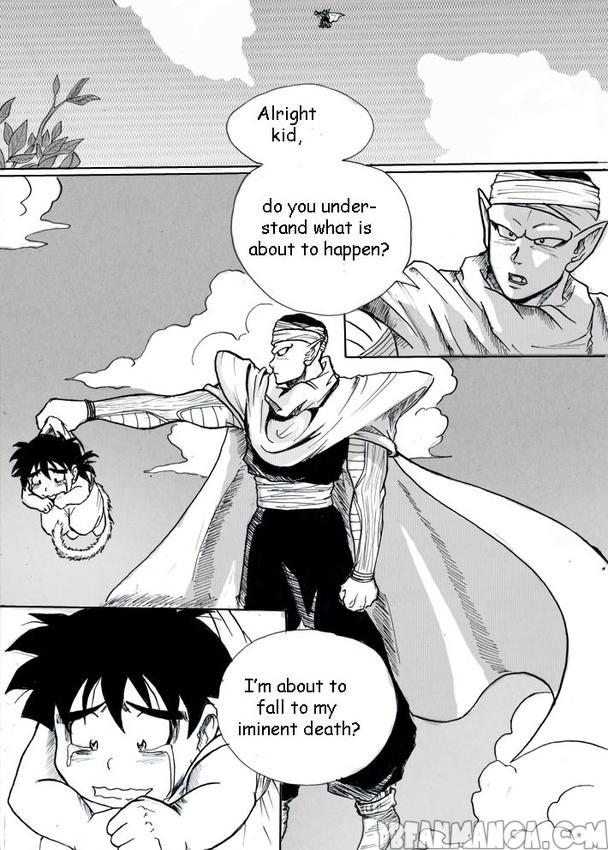 Alright
kid,
do you under-
stand what is
about to happen?
I'm about to
fall to my
iminent death?
DBFANMANGA.COM